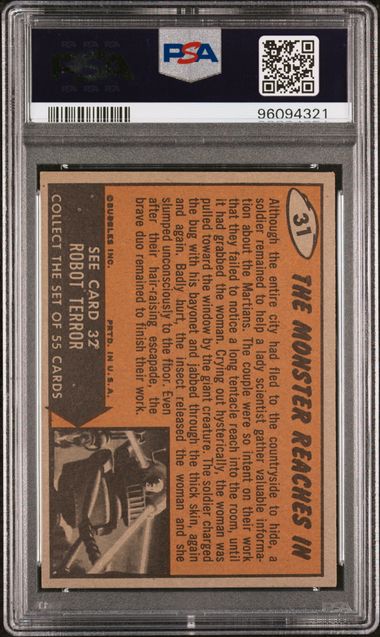 PSA
PSA
96094321
31
THE MONSTER REACHES IN
Although the entire city had fled to the countryside to hide, a
soldier remained to help a lady scientist gather valuable informa-
tion about the Martians. The couple were so intent on their work
that they failed to notice a long tentacle reach into the room, until
it had grabbed the woman. Crying out hysterically, the woman was
pulled toward the window by the giant creature. The soldier charged
the bug with his bayonet and jabbed through the thick skin, again
and again. Badly hurt, the insect released the woman and she
slumped unconsciously to the floor. Even
after their hair-raising escapade, the
brave duo remained to finish their work.
©BUBBLES INC. PRTD. IN U.S.A.
SEE CARD 32
ROBOT TERROR
COLLECT THE SET OF 55 CARDS